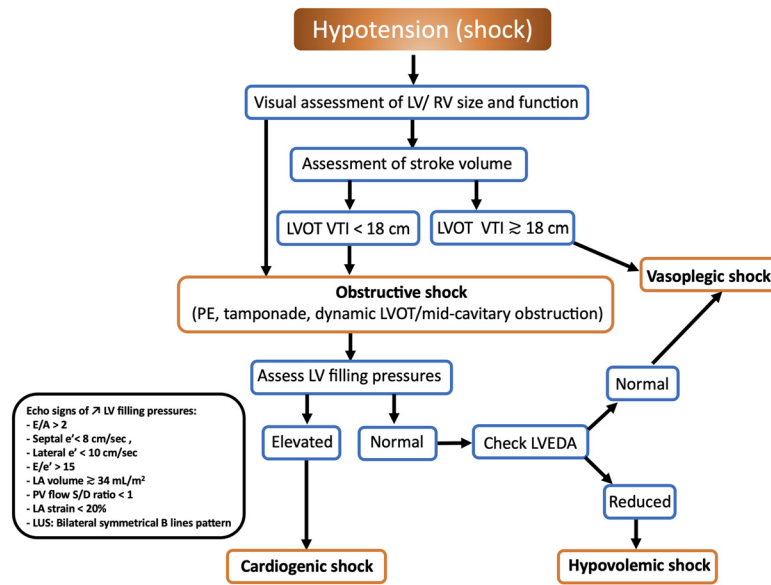 Hypotension (shock)
Visual assessment of LV/ RV size and function
Assessment of stroke volume
LVOT VTI < 18 cm
LVOT VTI ≳ 18 cm
Vasoplegic shock
Obstructive shock
(PE, tamponade, dynamic LVOT/mid-cavitary obstruction)
Assess LV filling pressures
Normal
Elevated
Normal
Check LVEDA
Reduced
Echo signs of ↗ LV filling pressures:
- E/A > 2
- Septal e'< 8 cm/sec ,
- Lateral e' < 10 cm/sec
- E/e' > 15
- LA volume ≳ 34 mL/m²
- PV flow S/D ratio < 1
- LA strain < 20%
- LUS: Bilateral symmetrical B lines pattern
Cardiogenic shock
Hypovolemic shock